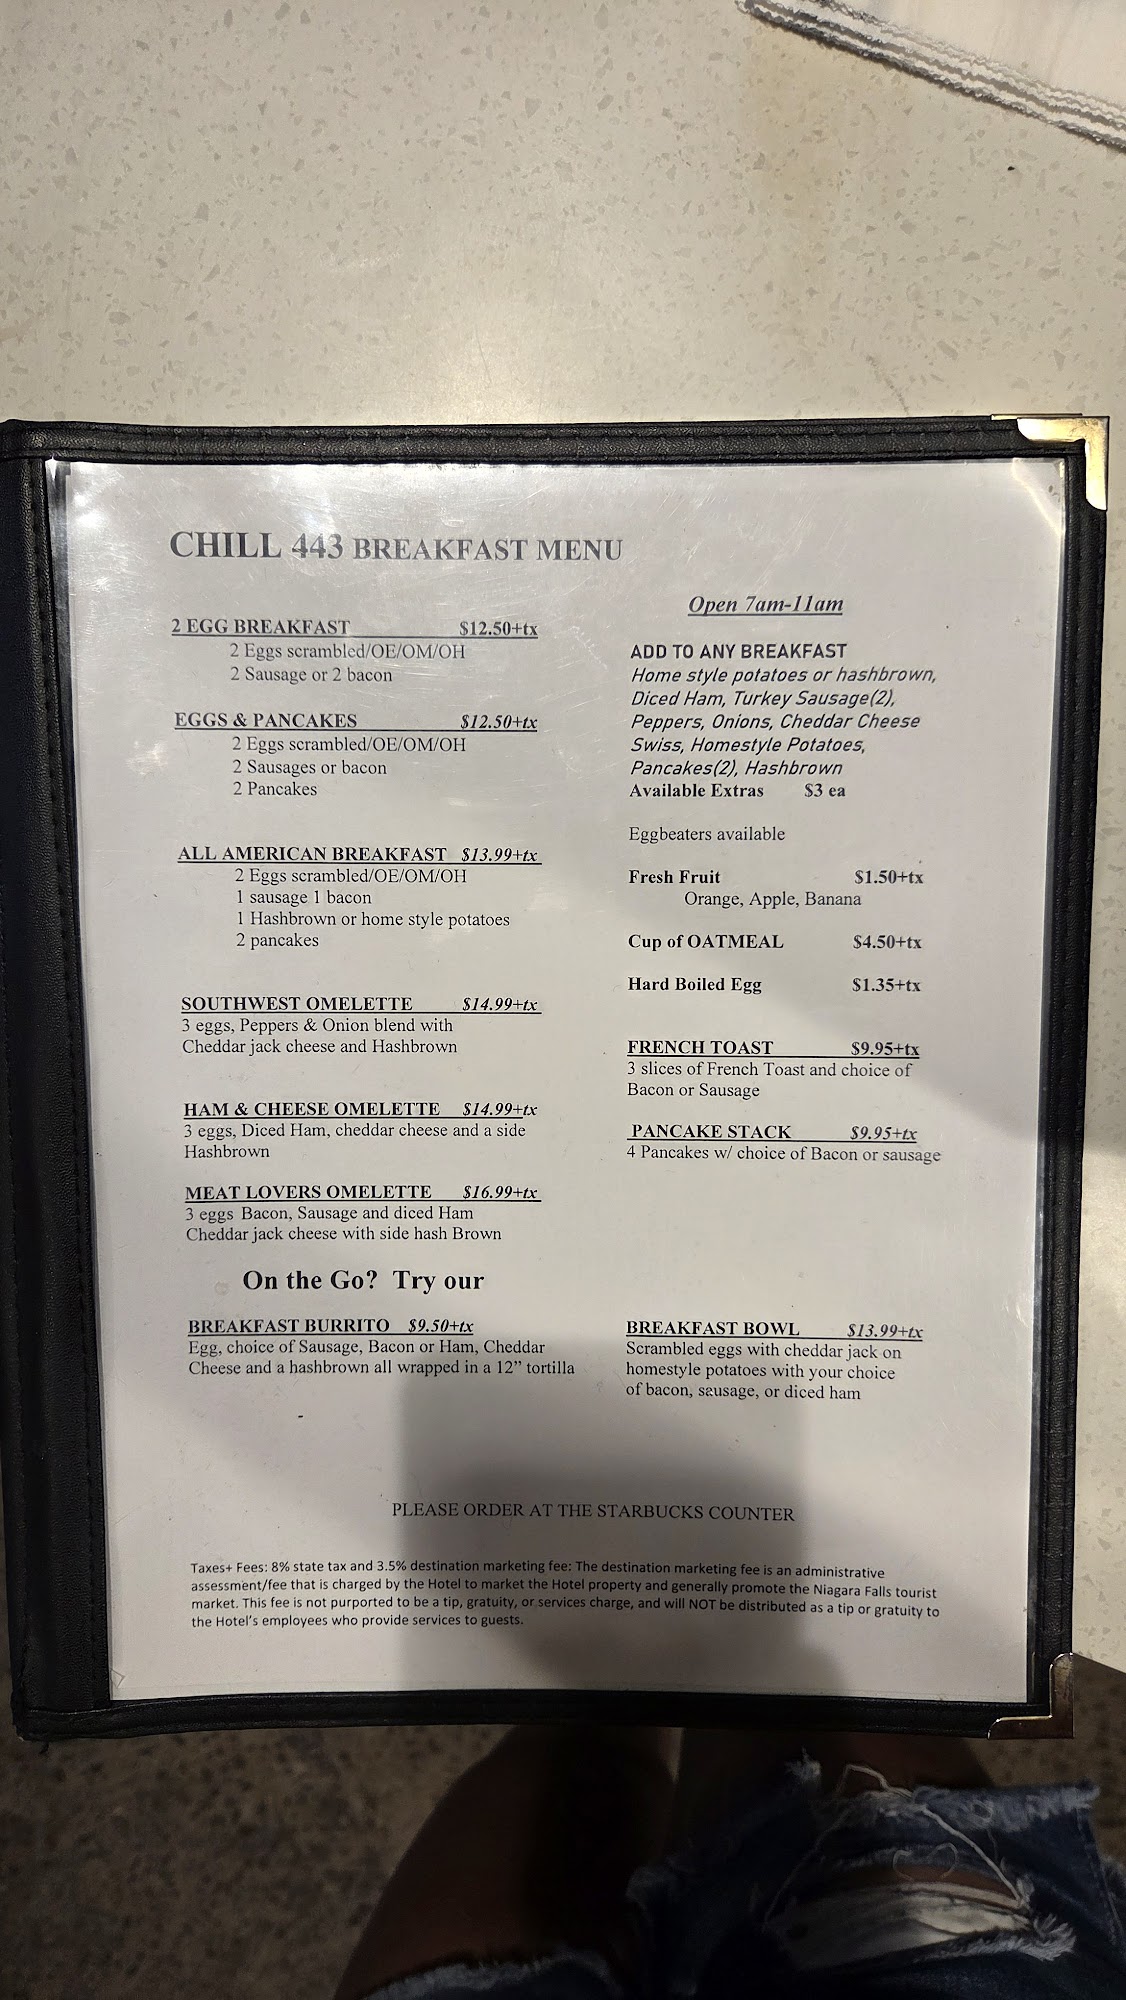 CHILL 443 BREAKFAST MENU
2 EGG BREAKFAST $12.50+tx
2 Eggs scrambled/OE/OM/OH
2 Sausage or 2 bacon
EGGS & PANCAKES $12.50+tx
2 Eggs scrambled/OE/OM/OH
2 Sausages or bacon
2 Pancakes
ALL AMERICAN BREAKFAST $13.99+tx
2 Eggs scrambled/OE/OM/OH
1 sausage 1 bacon
1 Hashbrown or home style potatoes
2 pancakes
SOUTHWEST OMELETTE $14.99+tx
3 eggs, Peppers & Onion blend with
Cheddar jack cheese and Hashbrown
HAM & CHEESE OMELETTE $14.99+tx
3 eggs, Diced Ham, cheddar cheese and a side
Hashbrown
MEAT LOVERS OMELETTE $16.99+tx
3 eggs Bacon, Sausage and diced Ham
Cheddar jack cheese with side hash Brown
On the Go? Try our
BREAKFAST BURRITO $9.50+tx
Egg, choice of Sausage, Bacon or Ham, Cheddar
Cheese and a hashbrown all wrapped in a 12” tortilla
Open 7am-11am
ADD TO ANY BREAKFAST
Home style potatoes or hashbrown,
Diced Ham, Turkey Sausage(2),
Peppers, Onions, Cheddar Cheese
Swiss, Homestyle Potatoes,
Pancakes(2), Hashbrown
Available Extras $3 ea
Eggbeaters available
Fresh Fruit $1.50+tx
Orange, Apple, Banana
Cup of OATMEAL $4.50+tx
Hard Boiled Egg $1.35+tx
FRENCH TOAST $9.95+tx
3 slices of French Toast and choice of
Bacon or Sausage
PANCAKE STACK $9.95+tx
4 Pancakes w/ choice of Bacon or sausage
BREAKFAST BOWL $13.99+tx
Scrambled eggs with cheddar jack on
homestyle potatoes with your choice
of bacon, sausage, or diced ham
PLEASE ORDER AT THE STARBUCKS COUNTER
Taxes+ Fees: 8% state tax and 3.5% destination marketing fee: The destination marketing fee is an administrative
assessment/fee that is charged by the Hotel to market the Hotel property and generally promote the Niagara Falls tourist
market. This fee is not purported to be a tip, gratuity, or services charge, and will NOT be distributed as a tip or gratuity to
the Hotel’s employees who provide services to guests.